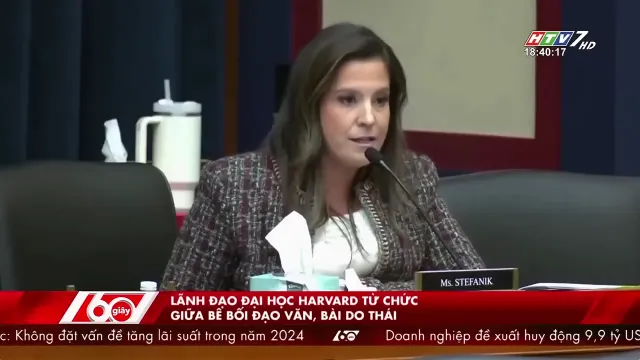 HTV7 HD
18:40:17
Ms. STEFANIK
60 giây
LÃNH ĐẠO ĐẠI HỌC HARVARD TỪ CHỨC
GIỮA BÊ BỐI ĐẠO VĂN, BÀI DO THÁI
c: Không đặt vấn đề tăng lãi suất trong năm 2024 60 giây Doanh nghiệp đề xuất huy động 9,9 tỷ US